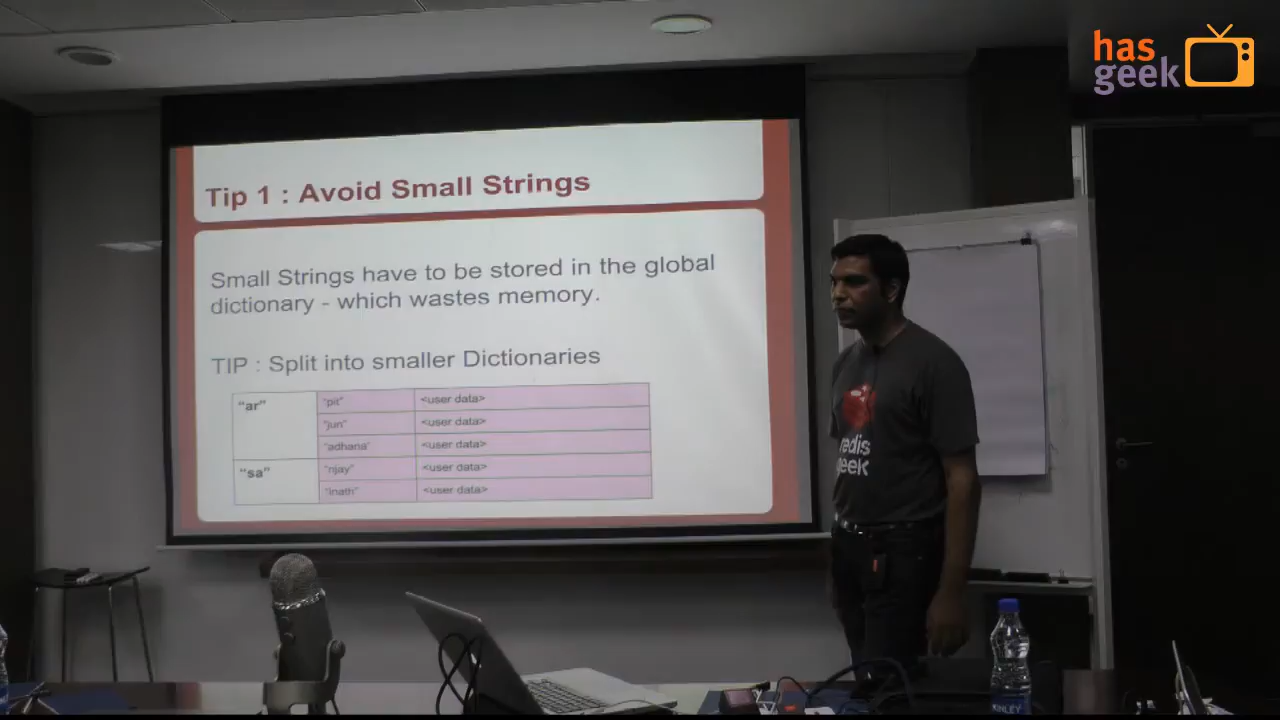 has
geek
Tip 1 : Avoid Small Strings
Small Strings have to be stored in the global
dictionary - which wastes memory.
TIP : Split into smaller Dictionaries
"ar" "pit" <user data>
"jun" <user data>
"adhana" <user data>
"sa" "njay" <user data>
"inath" <user data>
redis
geek
KINLEY